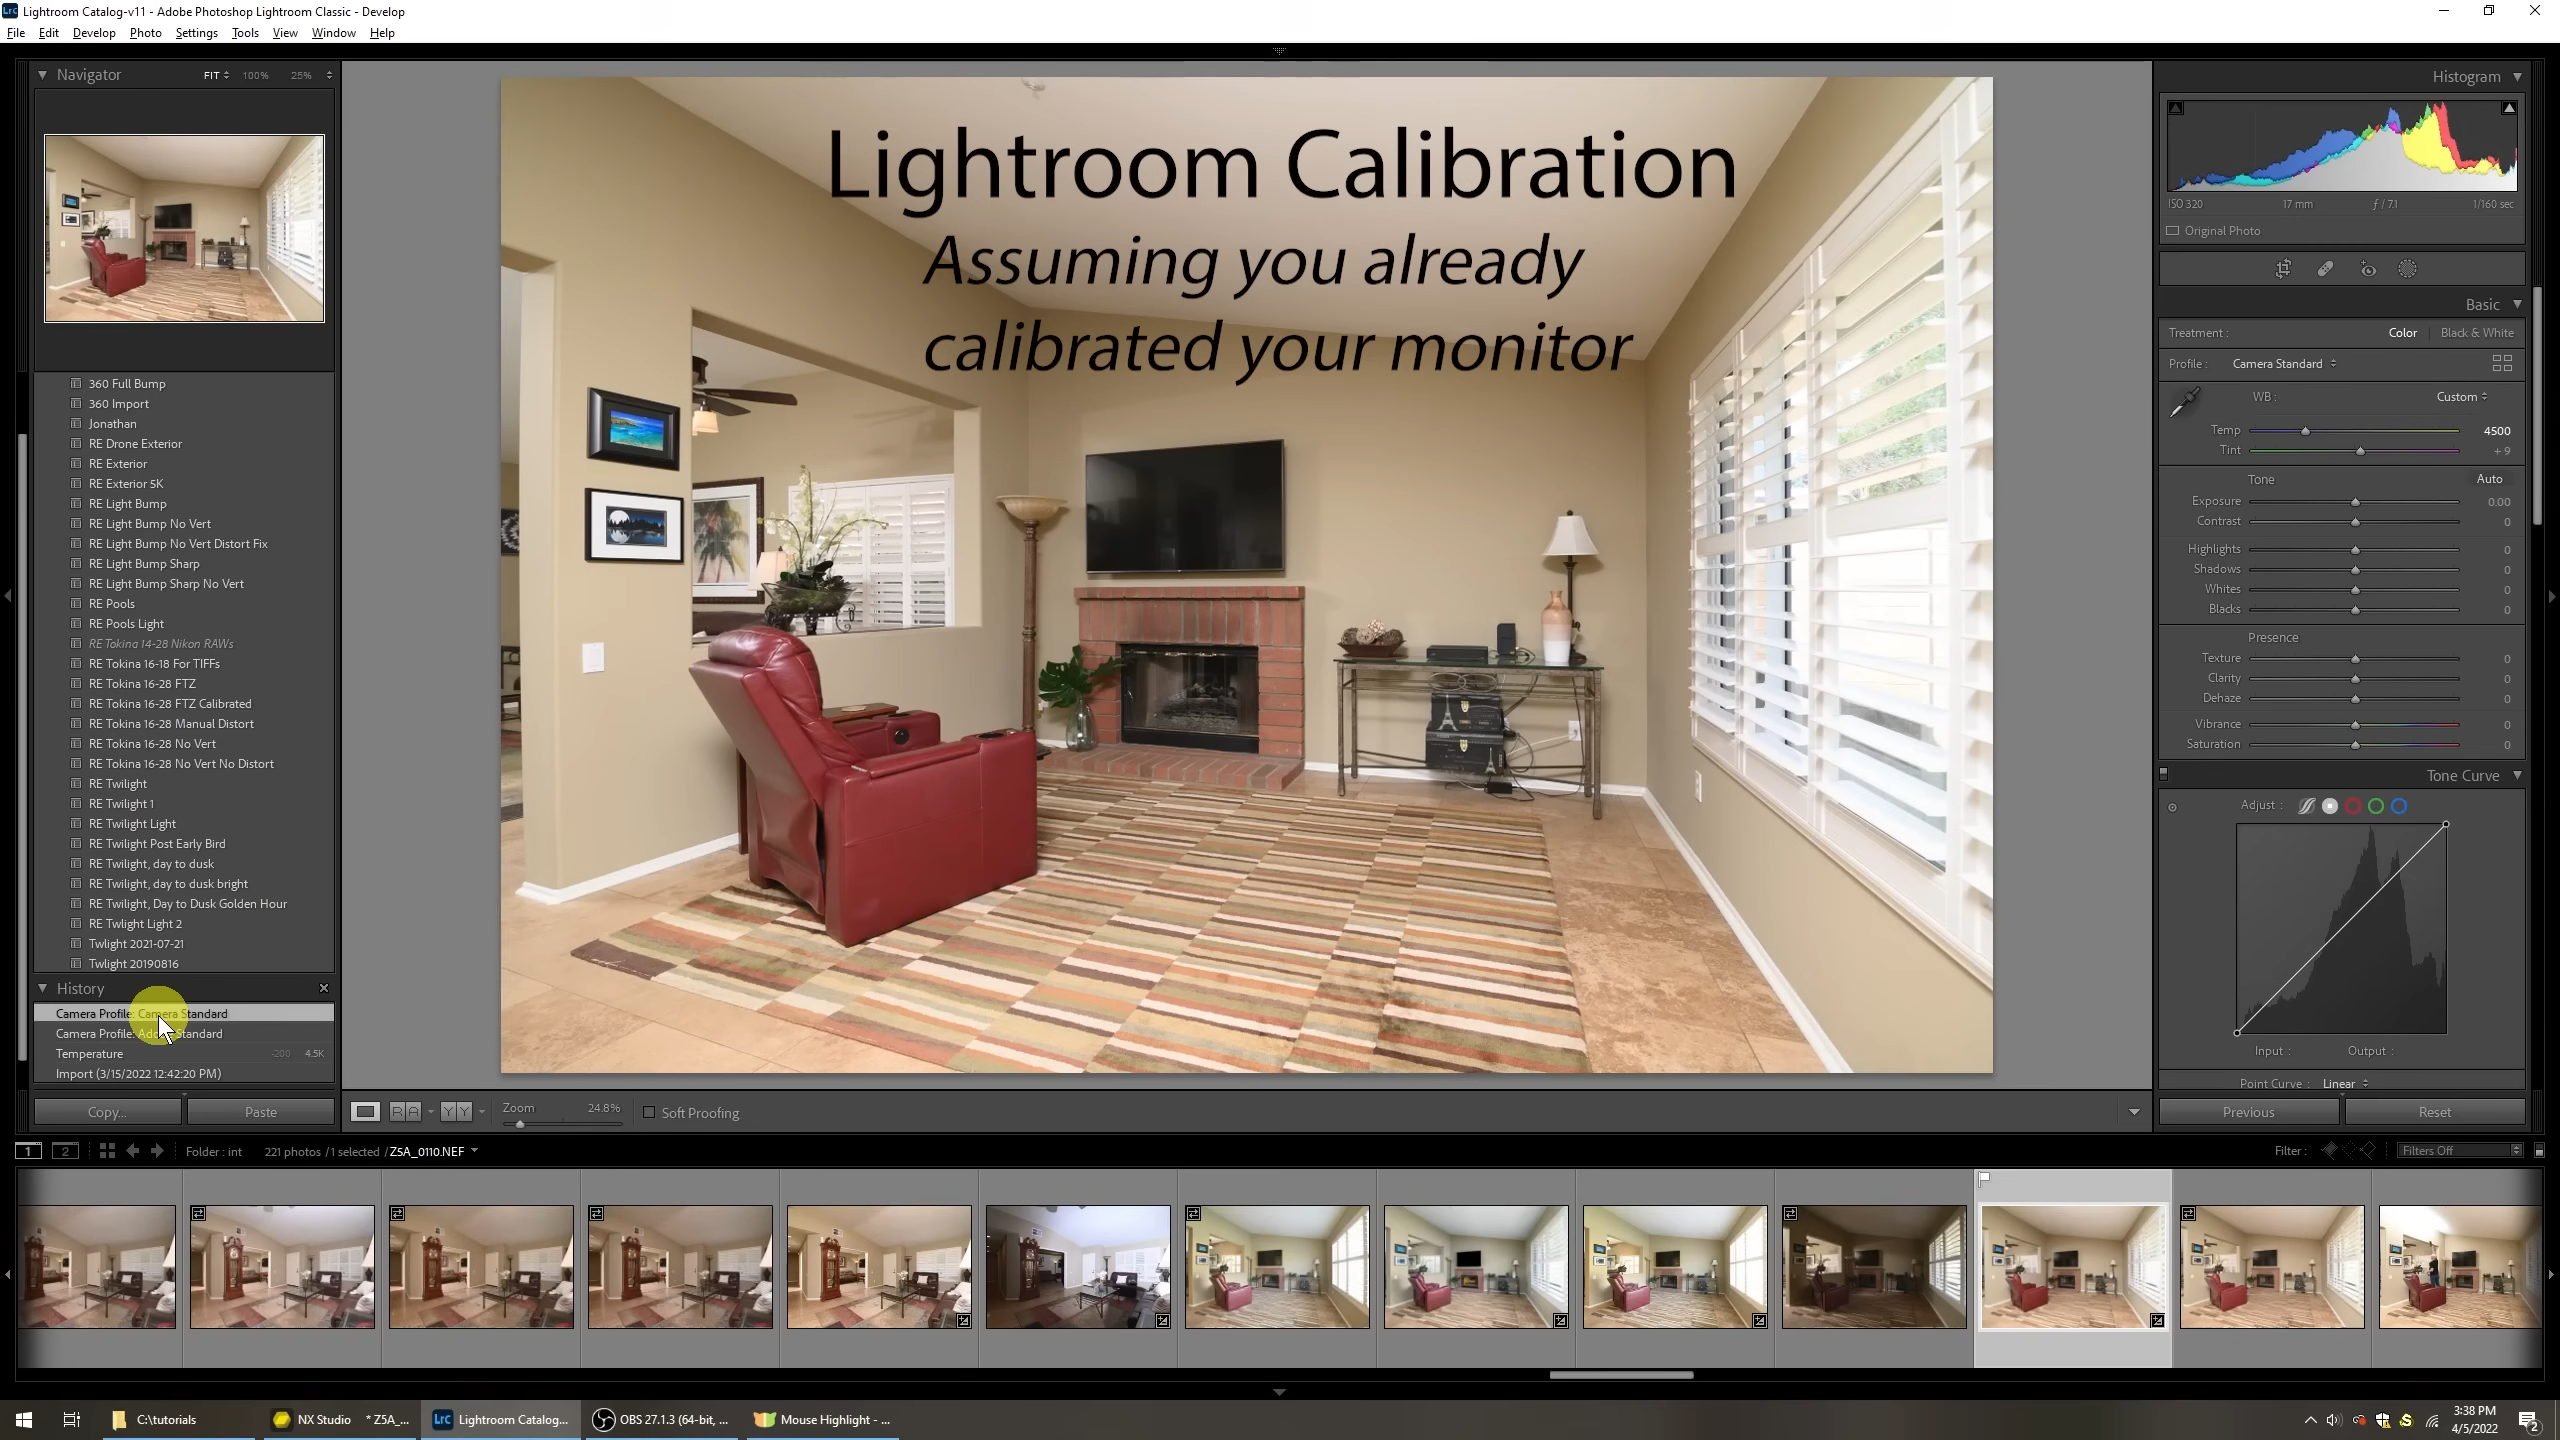 Lightroom Catalog-v11 - Adobe Photoshop Lightroom Classic - Develop
File Edit Develop Photo Settings Tools View Window Help
Navigator FIT 100% 25%
360 Full Bump
360 Import
Jonathan
RE Drone Exterior
RE Exterior
RE Exterior 5K
RE Light Bump
RE Light Bump No Vert
RE Light Bump No Vert Distort Fix
RE Light Bump Sharp
RE Light Bump Sharp No Vert
RE Pools
RE Pools Light
RE Tokina 14-28 Nikon RAWs
RE Tokina 16-18 For TIFFs
RE Tokina 16-28 FTZ
RE Tokina 16-28 FTZ Calibrated
RE Tokina 16-28 Manual Distort
RE Tokina 16-28 No Vert
RE Tokina 16-28 No Vert No Distort
RE Twilight
RE Twilight 1
RE Twilight Light
RE Twilight Post Early Bird
RE Twilight, day to dusk
RE Twilight, day to dusk bright
RE Twilight, Day to Dusk Golden Hour
RE Twlight Light 2
Twlight 2021-07-21
Twlight 20190816
History
Camera Profile: Camera Standard
Camera Profile: Standard
Temperature -200 4.5K
Import (3/15/2022 12:42:20 PM)
Copy... Paste
Lightroom Calibration
Assuming you already
calibrated your monitor
Zoom 24.8% Soft Proofing
Histogram
ISO 320 17 mm ƒ / 7.1 1/160 sec
Original Photo
Basic
Treatment : Color Black & White
Profile : Camera Standard
WB : Custom
Temp 4500
Tint + 9
Tone Auto
Exposure 0.00
Contrast 0
Highlights 0
Shadows 0
Whites 0
Blacks 0
Presence
Texture 0
Clarity 0
Dehaze 0
Vibrance 0
Saturation 0
Tone Curve
Adjust :
Input : Output :
Point Curve : Linear
Previous Reset
1 2 Folder : int 221 photos / 1 selected / Z5A_0110.NEF Filter : Filters Off
C:\tutorials NX Studio * Z5A_... LrC Lightroom Catalog... OBS 27.1.3 (64-bit, ... Mouse Highlight - ...
3:38 PM
4/5/2022
2